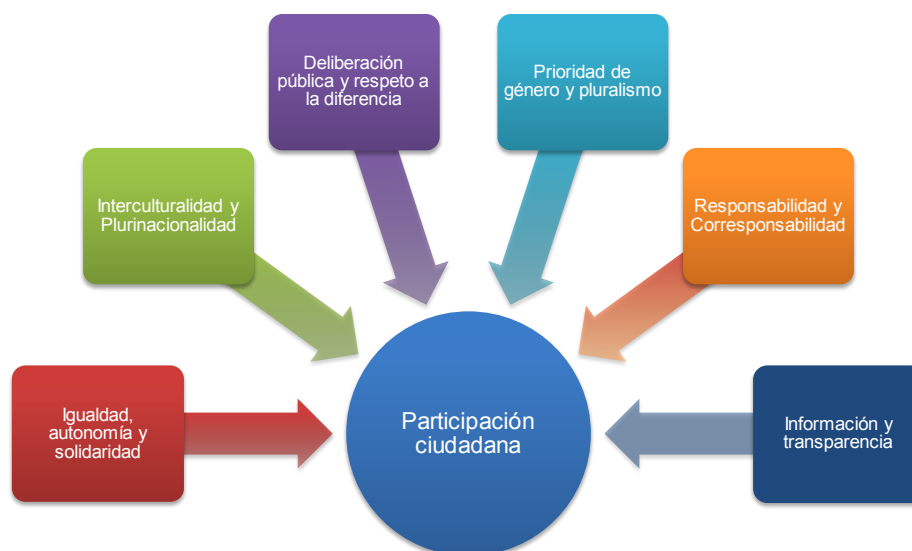 Deliberación
pública y respeto a
la diferencia
Prioridad de
género y pluralismo
Interculturalidad y
Plurinacionalidad
Responsabilidad y
Corresponsabilidad
Igualdad,
autonomía y
solidaridad
Participación
ciudadana
Información y
transparencia